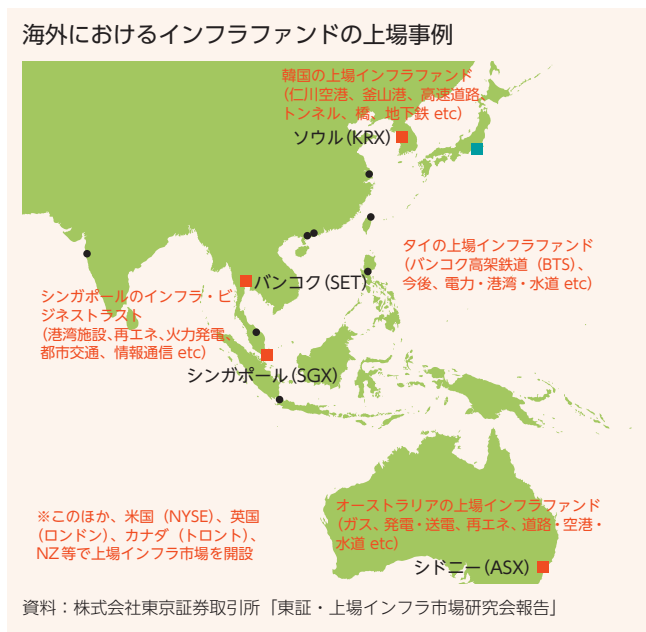 海外におけるインフラファンドの上場事例
韓国の上場インフラファンド
（仁川空港、釜山港、高速道路、
トンネル、橋、地下鉄 etc）
ソウル（KRX）
タイの上場インフラファンド
（バンコク高架鉄道（BTS）、
今後、電力・港湾・水道 etc）
バンコク（SET）
シンガポールのインフラ・ビ
ジネストラスト
（港湾施設、再エネ、火力発電、
都市交通、情報通信 etc）
シンガポール（SGX）
オーストラリアの上場インフラファンド
（ガス、発電・送電、再エネ、道路・空港・
水道 etc）
シドニー（ASX）
※このほか、米国（NYSE）、英国
（ロンドン）、カナダ（トロント）、
NZ等で上場インフラ市場を開設
資料：株式会社東京証券取引所「東証・上場インフラ市場研究会報告」